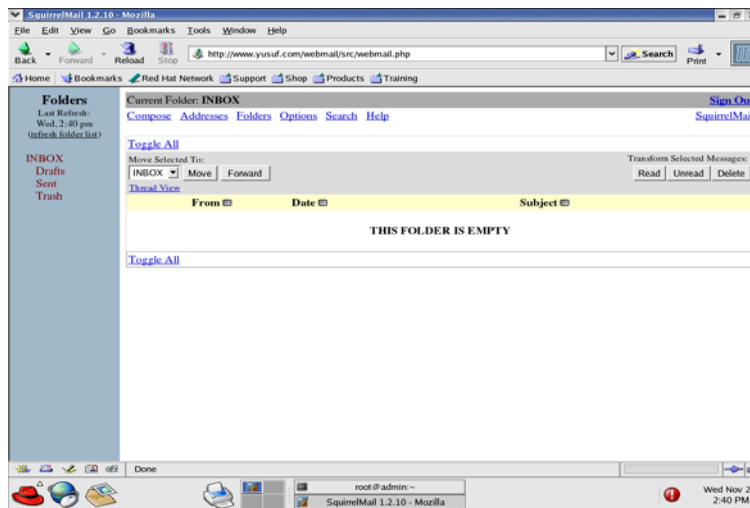 SquirrelMail 1.2.10 - Mozilla
File Edit View Go Bookmarks Tools Window Help
Back Forward Reload Stop http://www.yusuf.com/webmail/src/webmail.php Search Print
Home Bookmarks Red Hat Network Support Shop Products Training
Folders
Last Refresh:
Wed, 2:40 pm
(refresh folder list)
INBOX
Drafts
Sent
Trash
Current Folder: INBOX Sign Ou
Compose Addresses Folders Options Search Help SquirrelMai
Toggle All
Move Selected To: Transform Selected Messages:
INBOX Move Forward Read Unread Delete
Thread View
From Date Subject
THIS FOLDER IS EMPTY
Toggle All
Done
root@admin:~
SquirrelMail 1.2.10 - Mozilla
Wed Nov 2
2:40 PM